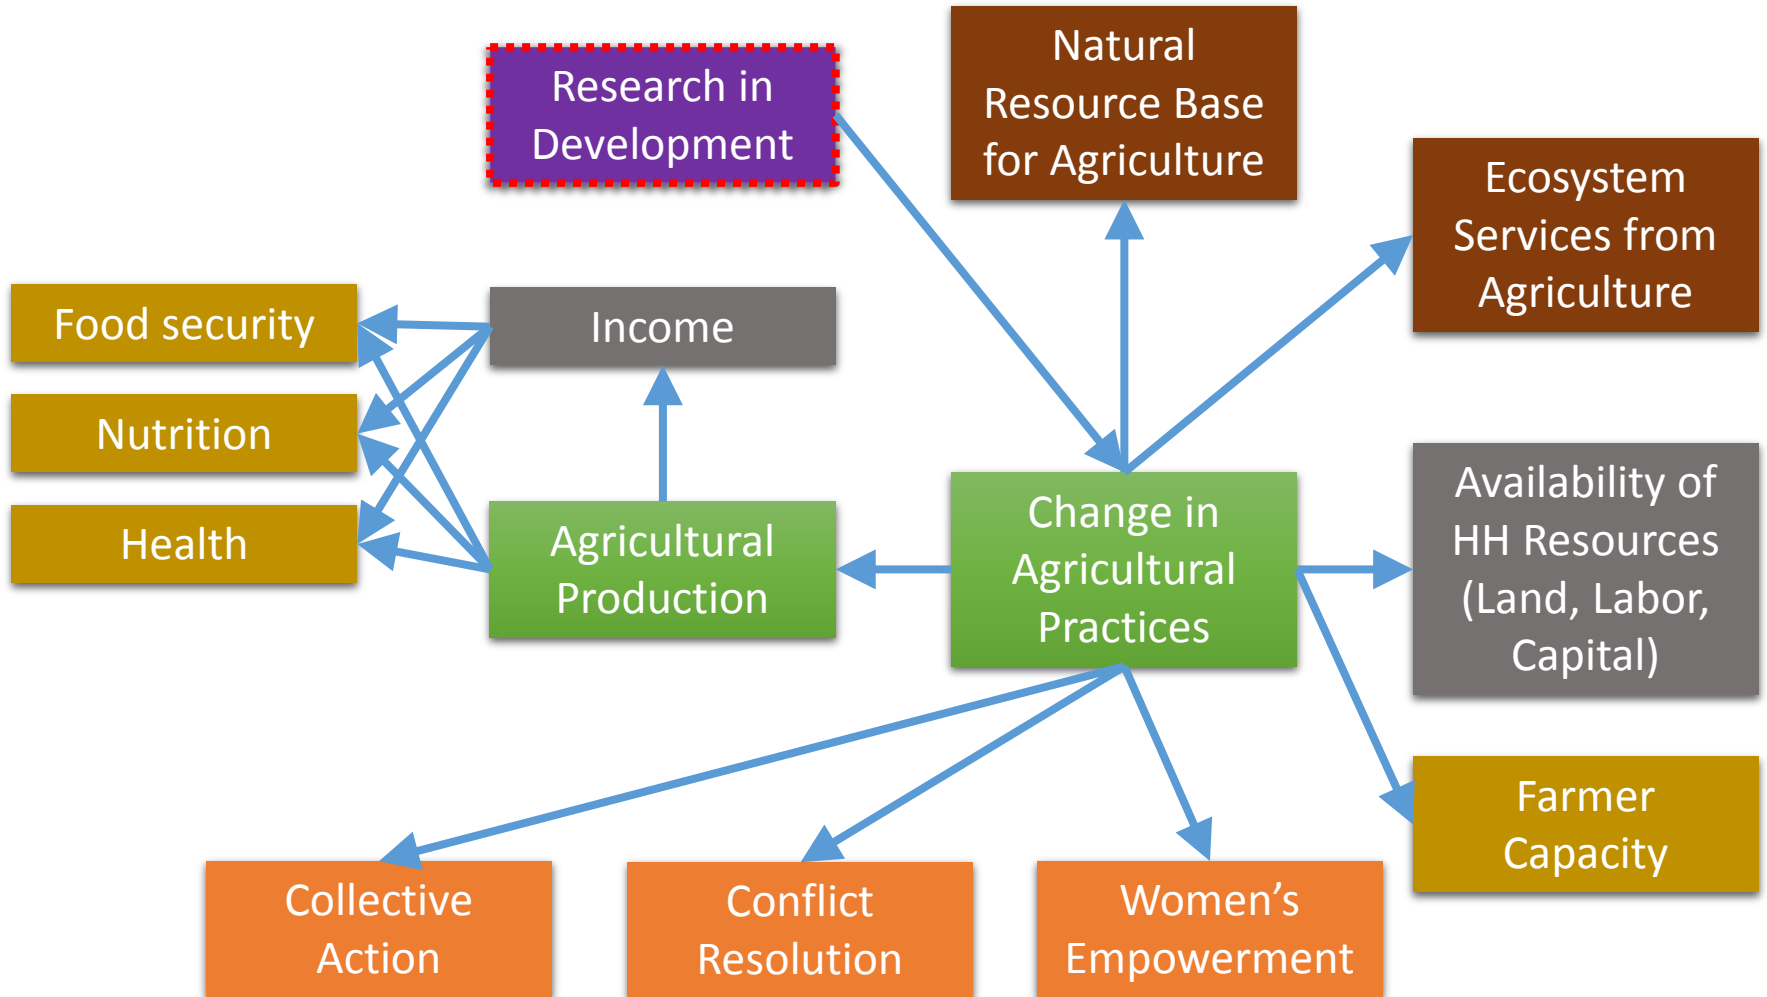 Research in
Development
Natural
Resource Base
for Agriculture
Ecosystem
Services from
Agriculture
Food security
Income
Nutrition
Health
Agricultural
Production
Change in
Agricultural
Practices
Availability of
HH Resources
(Land, Labor,
Capital)
Farmer
Capacity
Collective
Action
Conflict
Resolution
Women’s
Empowerment